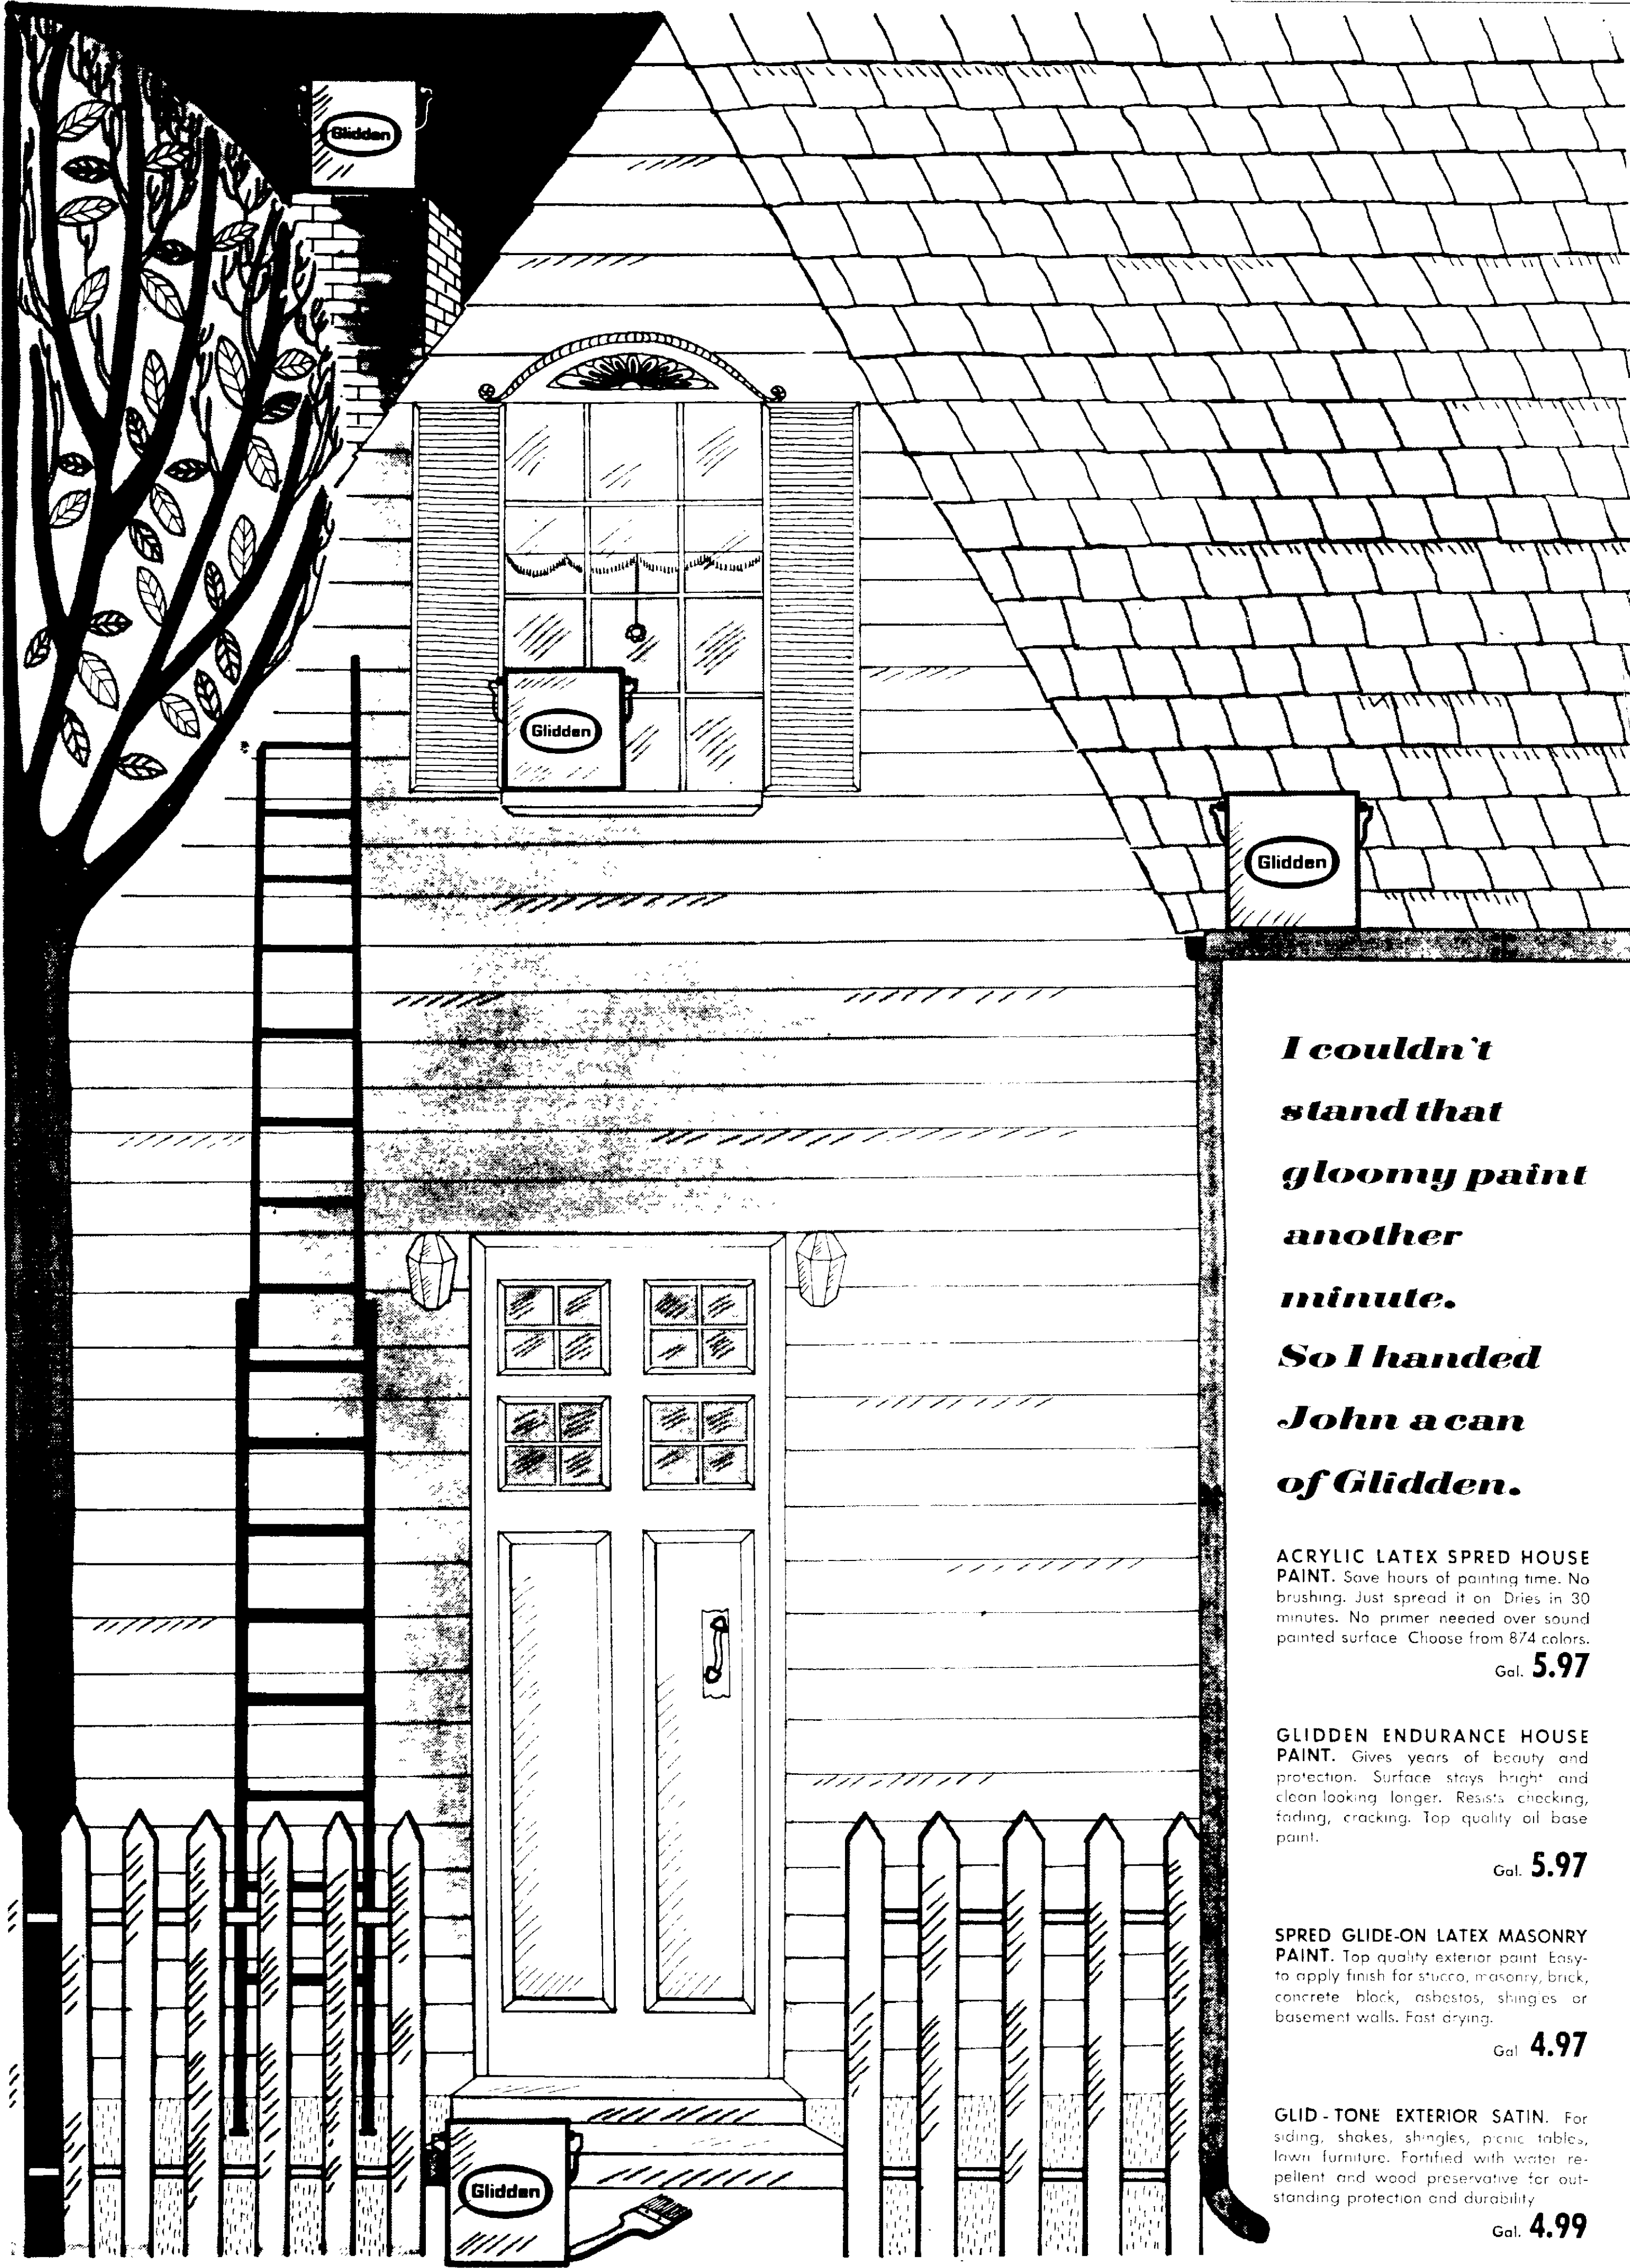 Glidden
Glidden
Glidden
I couldn't
stand that
gloomy paint
another
minute.
So I handed
John a can
of Glidden.
ACRYLIC LATEX SPRED HOUSE
PAINT. Save hours of painting time. No
brushing. Just spread it on Dries in 30
minutes. No primer needed over sound
painted surface Choose from 874 colors.
Gal. 5.97
GLIDDEN ENDURANCE HOUSE
PAINT. Gives years of beauty and
protection. Surface stays bright and
clean looking longer. Resists checking,
fading, cracking. Top quality oil base
paint.
Gal. 5.97
SPRED GLIDE-ON LATEX MASONRY
PAINT. Top quality exterior paint Easy-
to apply finish for stucco, masonry, brick,
concrete block, asbestos, shingles or
basement walls. Fast drying.
Gal 4.97
GLID-TONE EXTERIOR SATIN. For
siding, shakes, shingles, picnic tables,
lawn furniture. Fortified with water re-
pellent and wood preservative for out-
standing protection and durability
Gal. 4.99
Glidden